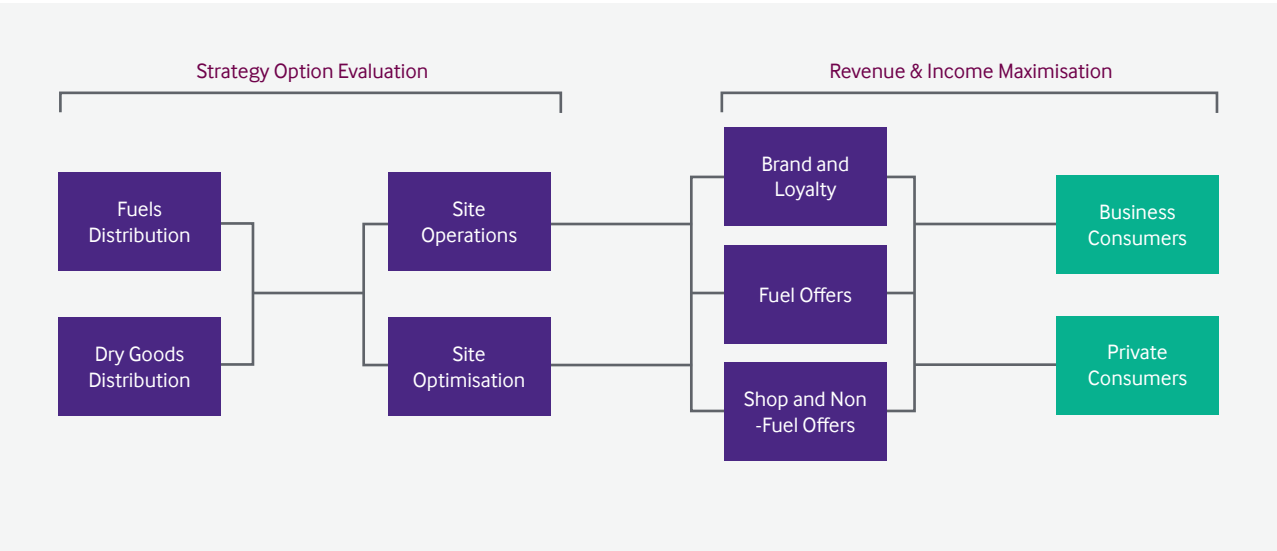 Strategy Option Evaluation
Revenue & Income Maximisation
Fuels
Distribution
Dry Goods
Distribution
Site
Operations
Site
Optimisation
Brand and
Loyalty
Fuel Offers
Shop and Non
-Fuel Offers
Business
Consumers
Private
Consumers